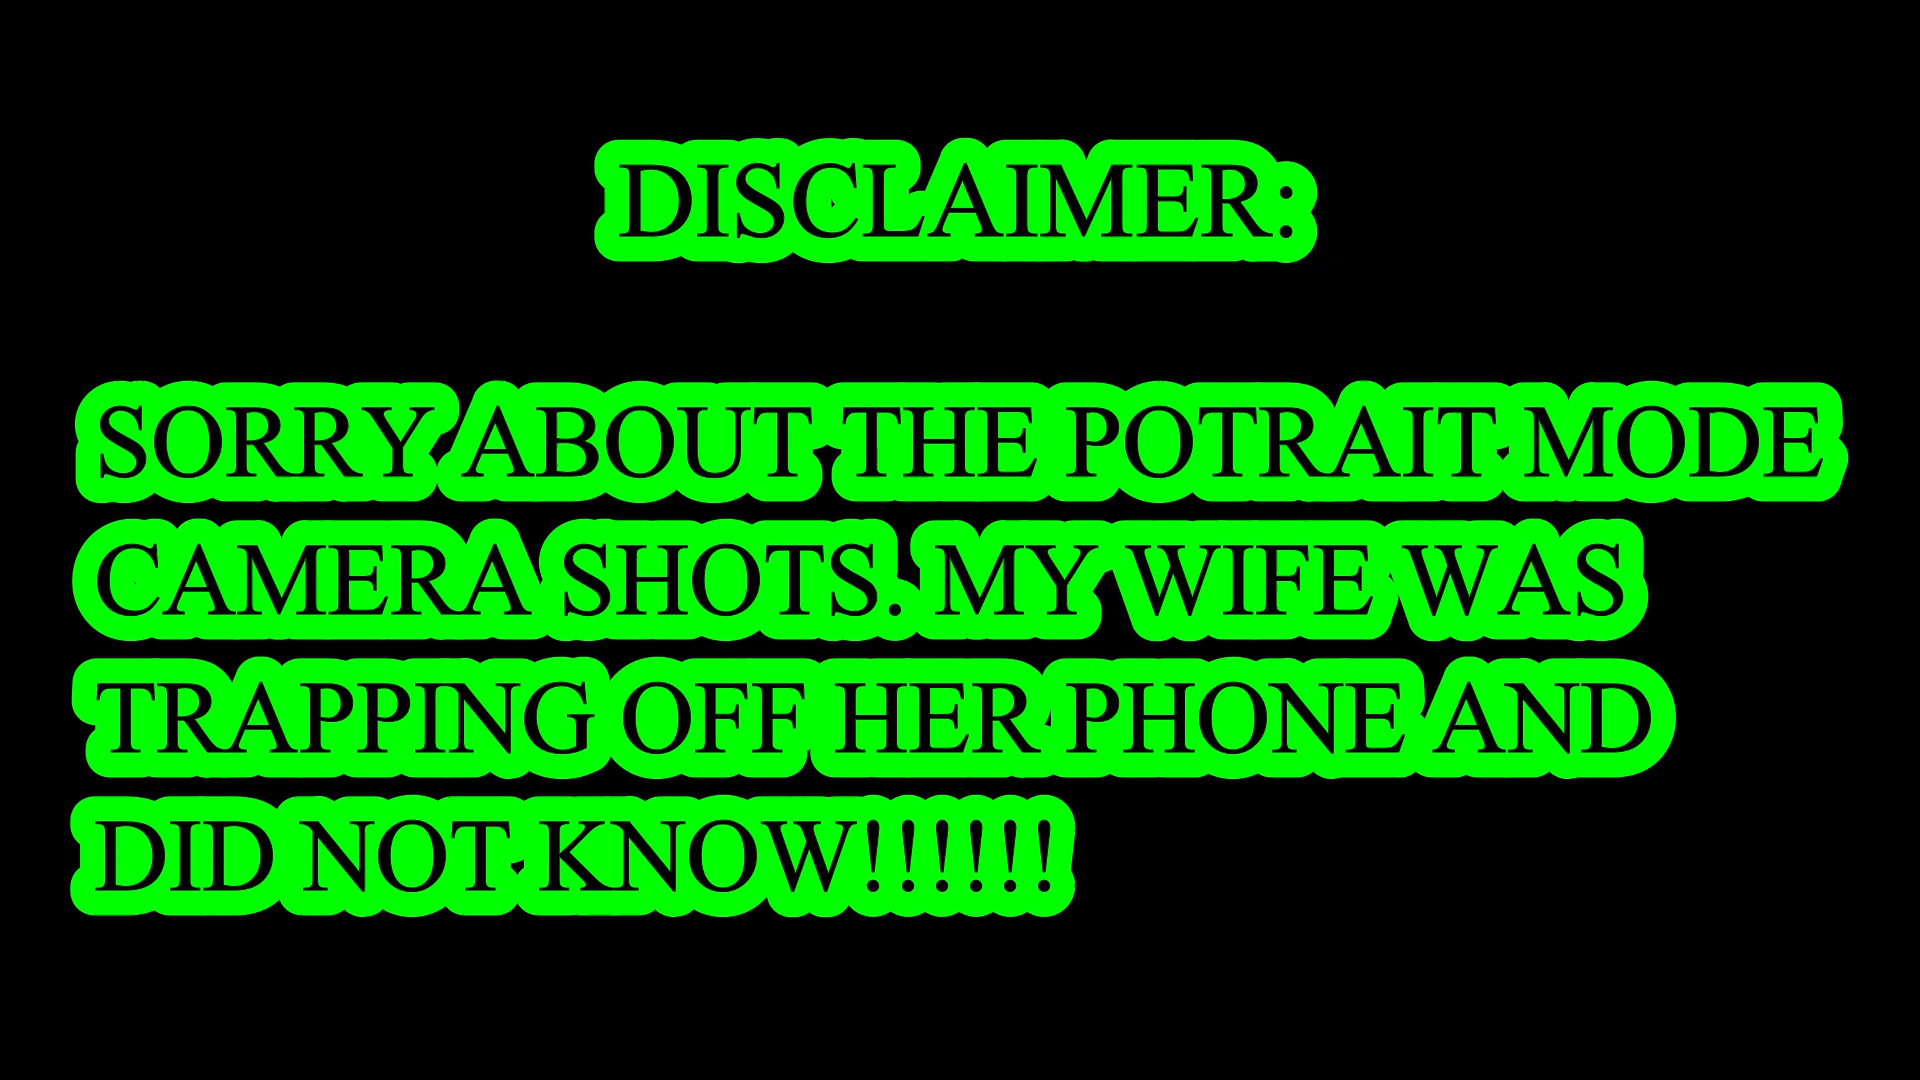 DISCLAIMER:
SORRY ABOUT THE POTRAIT MODE
CAMERA SHOTS. MY WIFE WAS
TRAPPING OFF HER PHONE AND
DID NOT KNOW!!!!!!